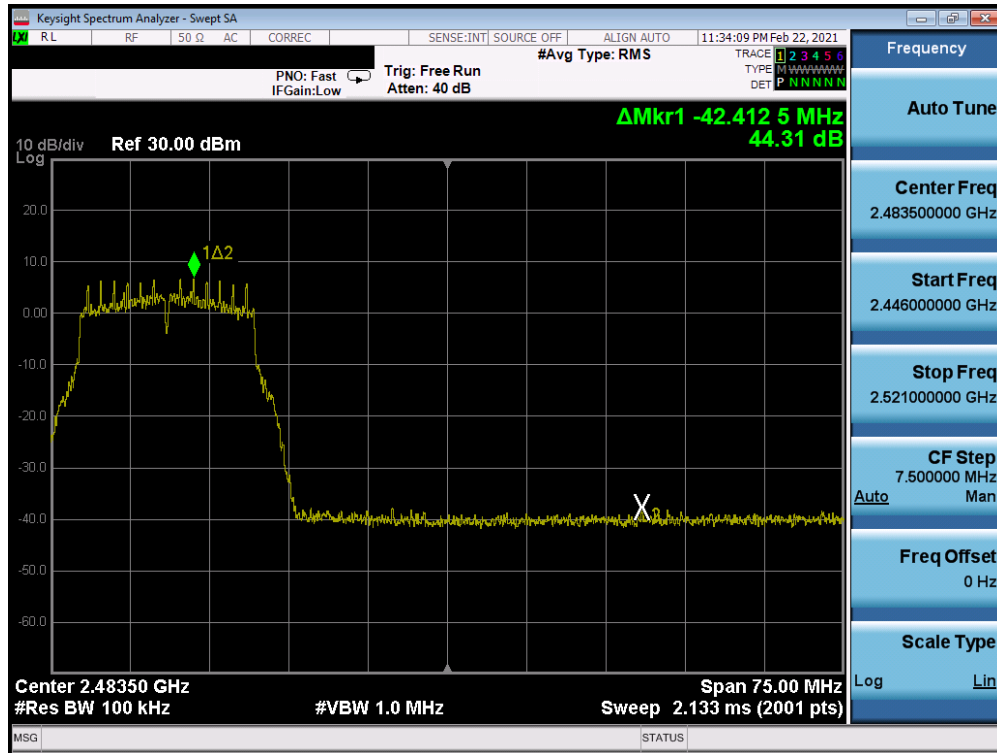 Keysight Spectrum Analyzer - Swept SA
LXI RL RF 50 Ω AC CORREC SENSE:INT SOURCE OFF ALIGN AUTO 11:34:09 PM Feb 22, 2021
#Avg Type: RMS
TRACE 1 2 3 4 5 6
PNO: Fast Trig: Free Run TYPE M WWWWW
IFGain:Low Atten: 40 dB DET P N N N N N
ΔMkr1 -42.412 5 MHz
44.31 dB
10 dB/div Ref 30.00 dBm
Log
20.0
10.0
1Δ2
0.00
-10.0
-20.0
-30.0
-40.0
X
-50.0
-60.0
Center 2.48350 GHz Span 75.00 MHz
#Res BW 100 kHz #VBW 1.0 MHz Sweep 2.133 ms (2001 pts)
MSG STATUS
Frequency
Auto Tune
Center Freq
2.483500000 GHz
Start Freq
2.446000000 GHz
Stop Freq
2.521000000 GHz
CF Step
7.500000 MHz
Auto Man
Freq Offset
0 Hz
Scale Type
Log Lin